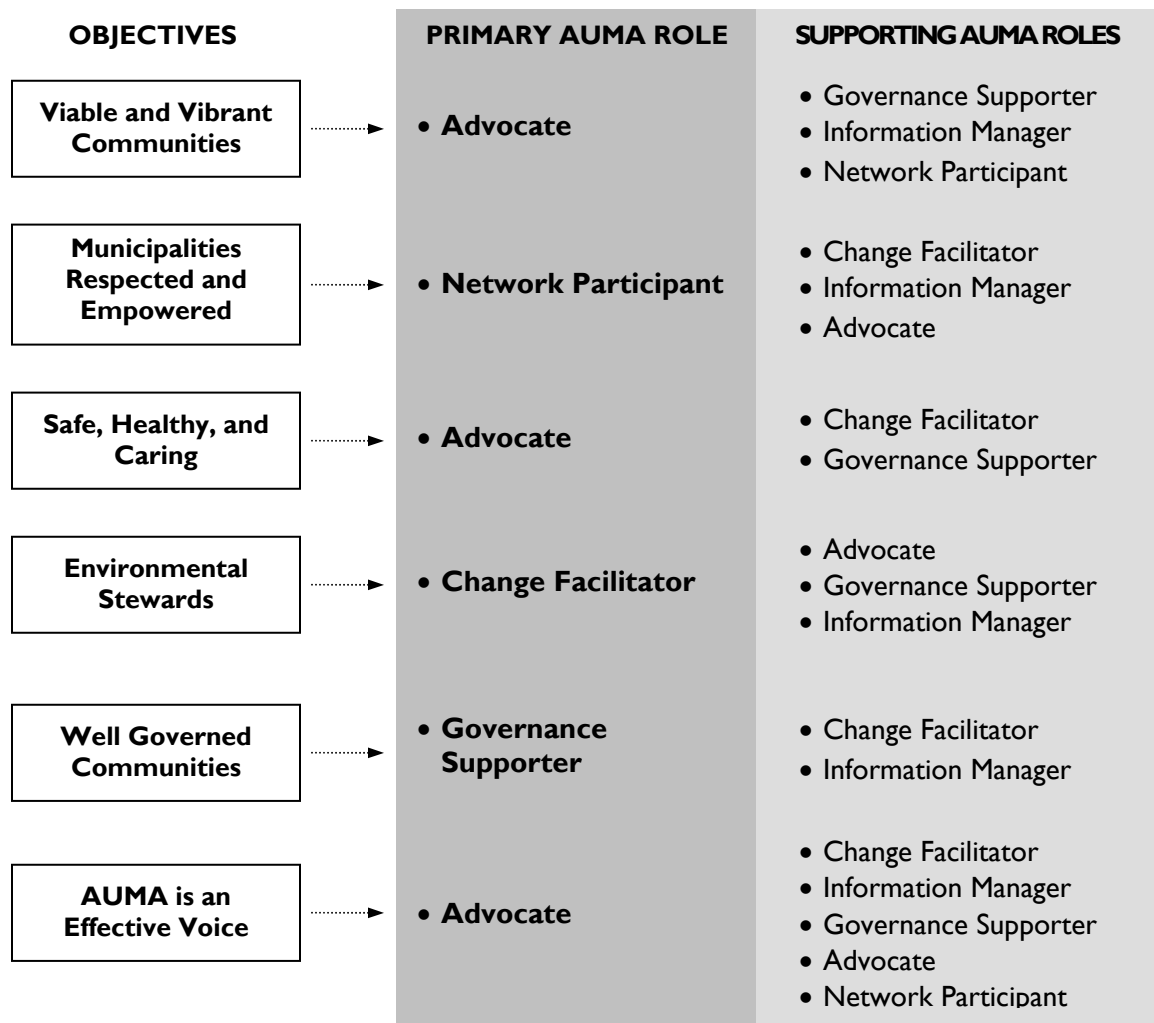 OBJECTIVES PRIMARY AUMA ROLE SUPPORTING AUMA ROLES
Viable and Vibrant
Communities
• Advocate
• Governance Supporter
• Information Manager
• Network Participant
Municipalities
Respected and
Empowered
• Network Participant
• Change Facilitator
• Information Manager
• Advocate
Safe, Healthy, and
Caring
• Advocate
• Change Facilitator
• Governance Supporter
Environmental
Stewards
• Change Facilitator
• Advocate
• Governance Supporter
• Information Manager
Well Governed
Communities
• Governance
Supporter
• Change Facilitator
• Information Manager
AUMA is an
Effective Voice
• Advocate
• Change Facilitator
• Information Manager
• Governance Supporter
• Advocate
• Network Participant